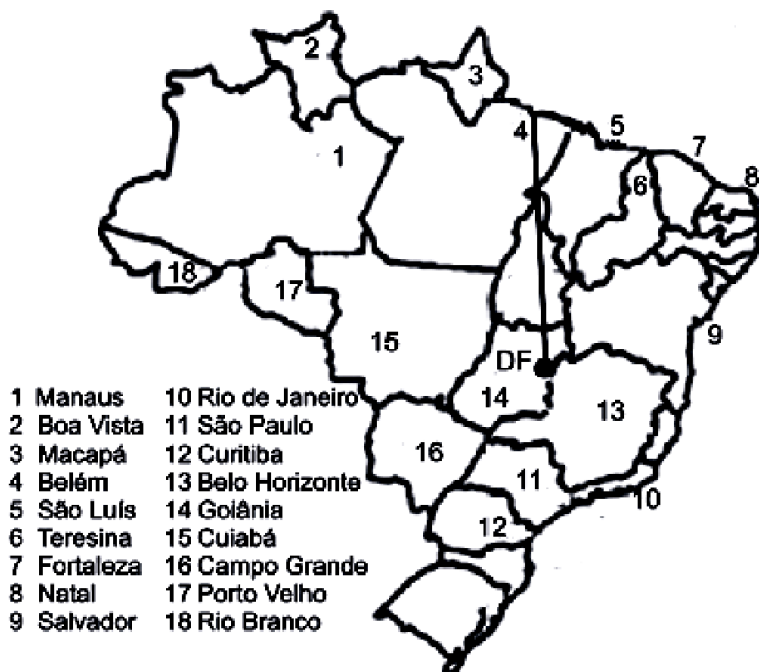 2
3
4
5
1
7
6
8
18
17
9
15
DF
14
13
16
11
10
12
1 Manaus
2 Boa Vista
3 Macapá
4 Belém
5 São Luís
6 Teresina
7 Fortaleza
8 Natal
9 Salvador
10 Rio de Janeiro
11 São Paulo
12 Curitiba
13 Belo Horizonte
14 Goiânia
15 Cuiabá
16 Campo Grande
17 Porto Velho
18 Rio Branco